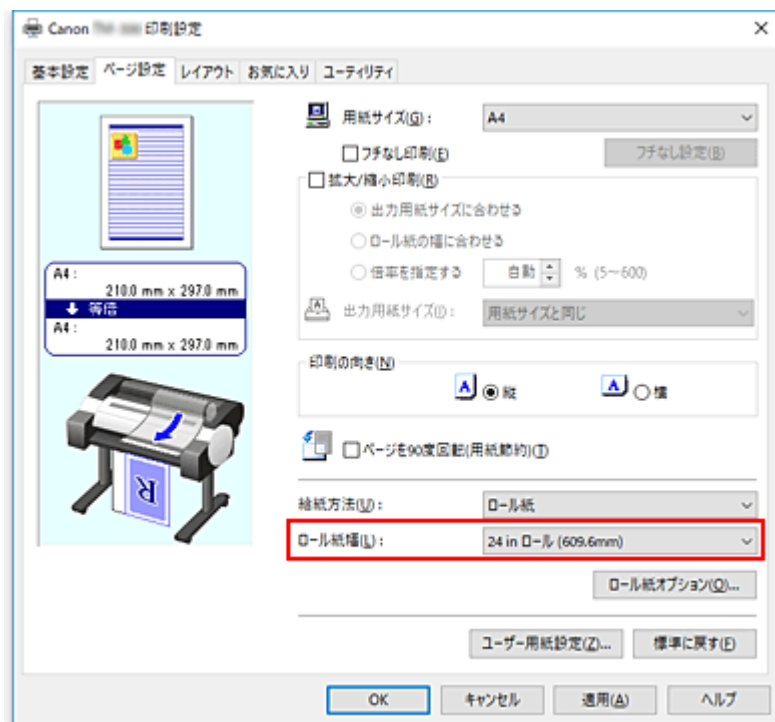 Canon 印刷設定
基本設定 ページ設定 レイアウト お気に入り ユーティリティ
用紙サイズ(G): A4
フチなし印刷(E) フチなし設定(B)
拡大/縮小印刷(R)
出力用紙サイズに合わせる
ロール紙の幅に合わせる
倍率を指定する 自動 % (5～600)
出力用紙サイズ(I): 用紙サイズと同じ
A4:
210.0 mm x 297.0 mm
等倍
A4:
210.0 mm x 297.0 mm
印刷の向き(N)
A 縦 A 横
ページを90度回転(用紙節約)(T)
R
給紙方法(U): ロール紙
ロール紙幅(L): 24 in ロール (609.6mm)
ロール紙オプション(O)...
ユーザー用紙設定(Z)... 標準に戻す(F)
OK キャンセル 適用(A) ヘルプ